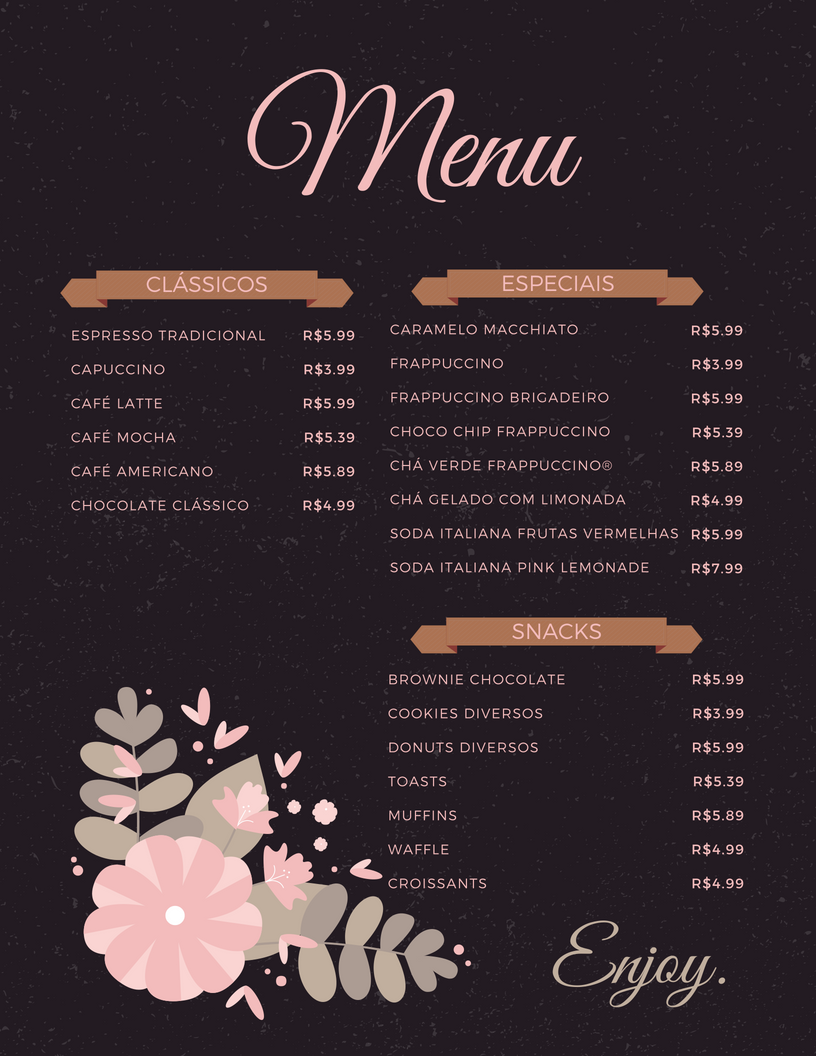 Menu
CLÁSSICOS
ESPRESSO TRADICIONAL R$5.99
CAPUCCINO R$3.99
CAFÉ LATTE R$5.99
CAFÉ MOCHA R$5.39
CAFÉ AMERICANO R$5.89
CHOCOLATE CLÁSSICO R$4.99
ESPECIAIS
CARAMELO MACCHIATO R$5.99
FRAPPUCCINO R$3.99
FRAPPUCCINO BRIGADEIRO R$5.99
CHOCO CHIP FRAPPUCCINO R$5.39
CHÁ VERDE FRAPPUCCINO® R$5.89
CHÁ GELADO COM LIMONADA R$4.99
SODA ITALIANA FRUTAS VERMELHAS R$5.99
SODA ITALIANA PINK LEMONADE R$7.99
SNACKS
BROWNIE CHOCOLATE R$5.99
COOKIES DIVERSOS R$3.99
DONUTS DIVERSOS R$5.99
TOASTS R$5.39
MUFFINS R$5.89
WAFFLE R$4.99
CROISSANTS R$4.99
Enjoy.